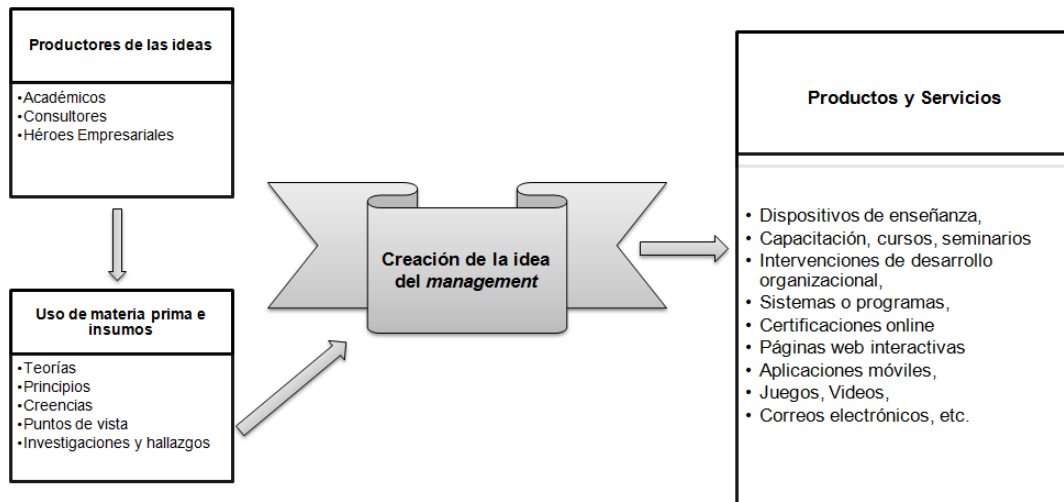 Productores de las ideas
•Académicos
•Consultores
•Héroes Empresariales
Uso de materia prima e
insumos
•Teorías
•Principios
•Creencias
•Puntos de vista
•Investigaciones y hallazgos
Creación de la idea
del management
Productos y Servicios
• Dispositivos de enseñanza,
• Capacitación, cursos, seminarios
• Intervenciones de desarrollo
organizacional,
• Sistemas o programas,
• Certificaciones online
• Páginas web interactivas
• Aplicaciones móviles,
• Juegos, Videos,
• Correos electrónicos, etc.